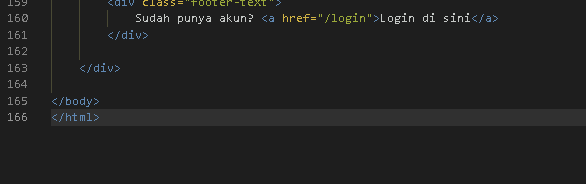 159 <div class="footer-text">
160 Sudah punya akun? <a href="/login">Login di sini</a>
161 </div>
162
163 </div>
164
165 </body>
166 </html>